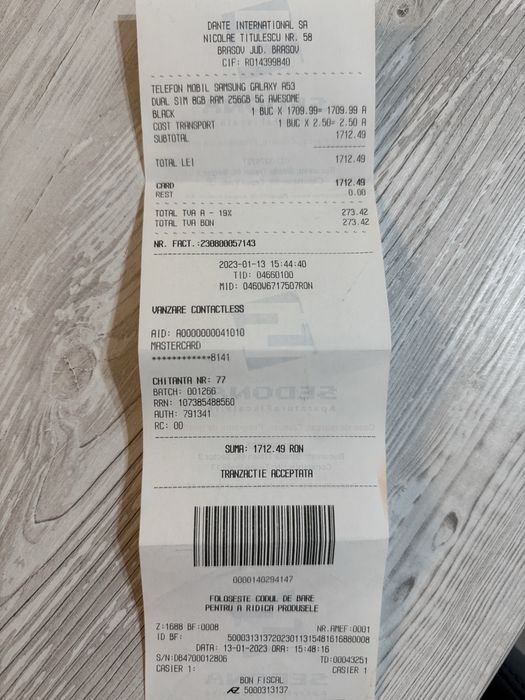 DANTE INTERNATIONAL SA
NICOLAE TITULESCU NR. 58
BRASOV JUD. BRASOV
CIF: RO14399840
TELEFON MOBIL SAMSUNG GALAXY A53
DUAL SIM 8GB RAM 256GB 5G AWESOME
BLACK 1 BUC X 1709.99= 1709.99 A
COST TRANSPORT 1 BUC X 2.50= 2.50 A
SUBTOTAL 1712.49
TOTAL LEI 1712.49
CARD 1712.49
REST 0.00
TOTAL TVA A - 19% 273.42
TOTAL TVA BON 273.42
NR. FACT.:230800057143
2023-01-13 15:44:40
TID: 04660100
MID: 0460W6717507RON
VANZARE CONTACTLESS
AID: A0000000041010
MASTERCARD
************8141
CHITANTA NR: 77
BATCH: 001266
RRN: 107385488560
AUTH: 791341
RC: 00
SUMA: 1712.49 RON
TRANZACTIE ACCEPTATA
0000140294147
FOLOSESTE CODUL DE BARE
PENTRU A RIDICA PRODUSELE
Z:1688 BF:0008 NR.AMEF:0001
ID BF: 50003131372023011315481616880008
DATA: 13-01-2023 ORA: 15:48:16
S/N:DB4700012806 TD:00043251
CASIER 1: CASIER 1
BON FISCAL
5000313137